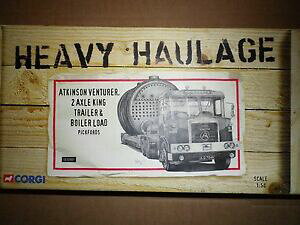 HEAVY HAULAGE
ATKINSON VENTURER,
2 AXLE KING
TRAILER &
BOILER LOAD
PICKFORDS
CORGI
SCALE
1:50